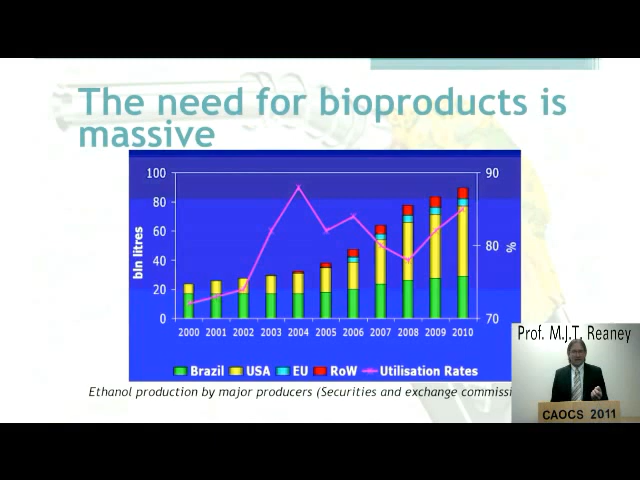 The need for bioproducts is
massive
100
80
60
40
20
0
bln litres
90
80
70
%
2000 2001 2002 2003 2004 2005 2006 2007 2008 2009 2010
Brazil USA EU RoW Utilisation Rates
Ethanol production by major producers (Securities and exchange commissi
Prof. M.J.T. Reaney
CAOCS 2011